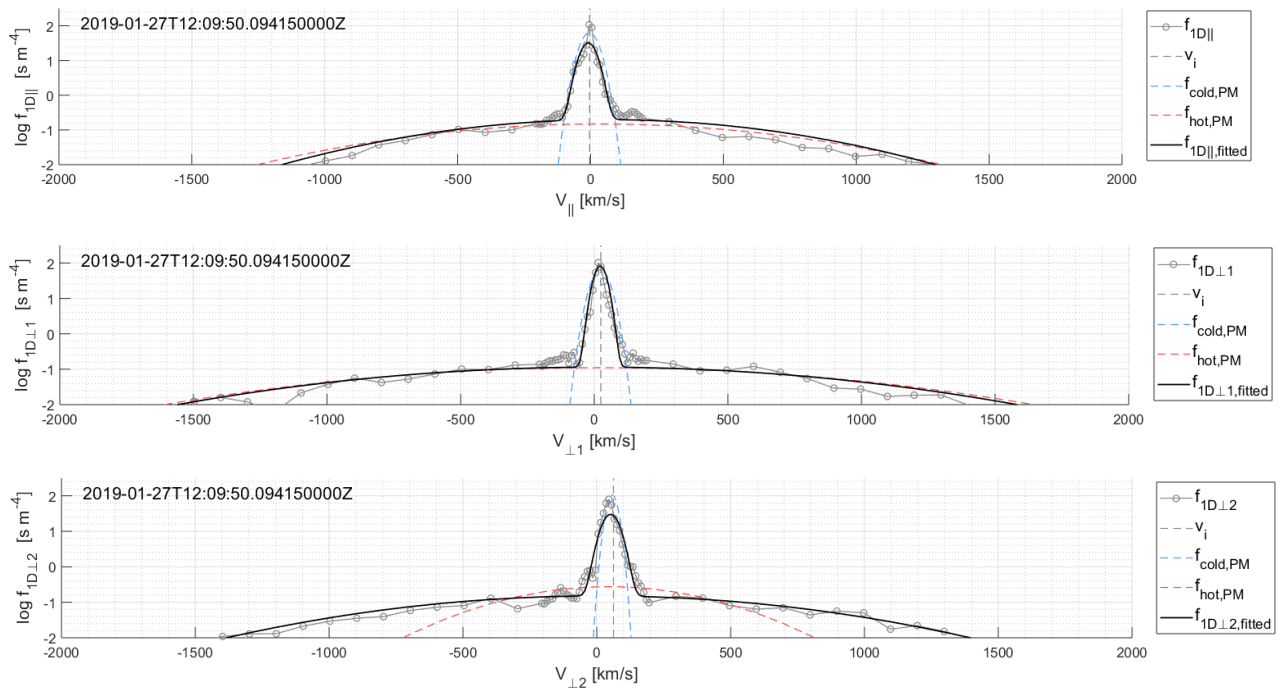 2019-01-27T12:09:50.094150000Z
log f1D|| [s m-4]
2
1
0
-1
-2
-2000 -1500 -1000 -500 0 500 1000 1500 2000
V|| [km/s]
f1D||
vi
fcold,PM
fhot,PM
f1D||,fitted
2019-01-27T12:09:50.094150000Z
log f1D⊥1 [s m-4]
2
1
0
-1
-2
-2000 -1500 -1000 -500 0 500 1000 1500 2000
V⊥1 [km/s]
f1D⊥1
vi
fcold,PM
fhot,PM
f1D⊥1,fitted
2019-01-27T12:09:50.094150000Z
log f1D⊥2 [s m-4]
2
1
0
-1
-2
-2000 -1500 -1000 -500 0 500 1000 1500 2000
V⊥2 [km/s]
f1D⊥2
vi
fcold,PM
fhot,PM
f1D⊥2,fitted